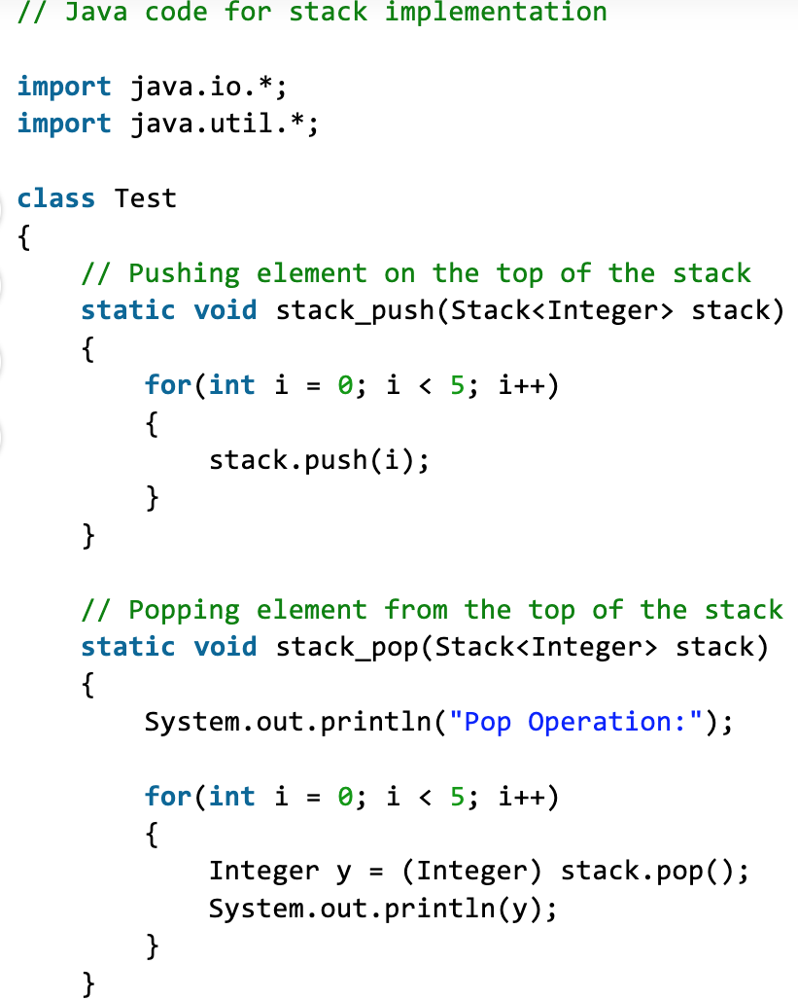 // Java code for stack implementation
import java.io.*;
import java.util.*;
class Test
{
    // Pushing element on the top of the stack
    static void stack_push(Stack<Integer> stack)
    {
        for(int i = 0; i < 5; i++)
        {
            stack.push(i);
        }
    }
    // Popping element from the top of the stack
    static void stack_pop(Stack<Integer> stack)
    {
        System.out.println("Pop Operation:");
        for(int i = 0; i < 5; i++)
        {
            Integer y = (Integer) stack.pop();
            System.out.println(y);
        }
    }